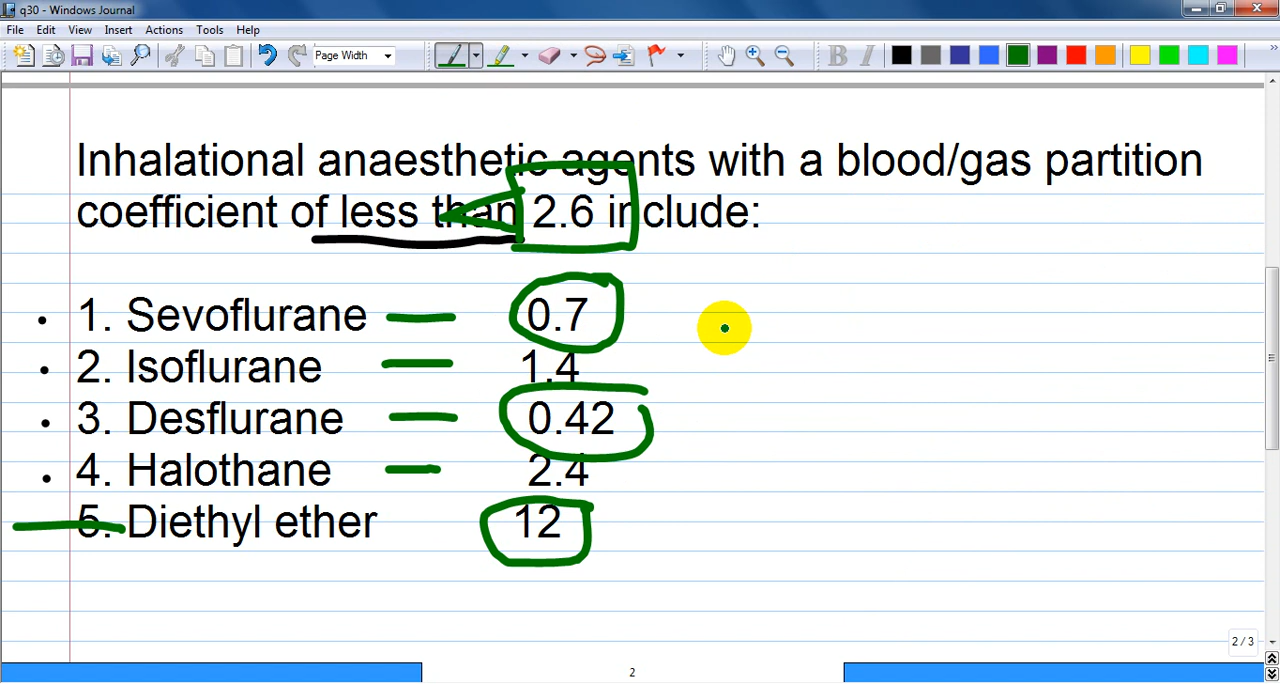 q30 - Windows Journal
File Edit View Insert Actions Tools Help
Page Width B I
Inhalational anaesthetic agents with a blood/gas partition
coefficient of less than 2.6 include:
• 1. Sevoflurane 0.7
• 2. Isoflurane 1.4
• 3. Desflurane 0.42
• 4. Halothane 2.4
5. Diethyl ether 12
2 / 3
2